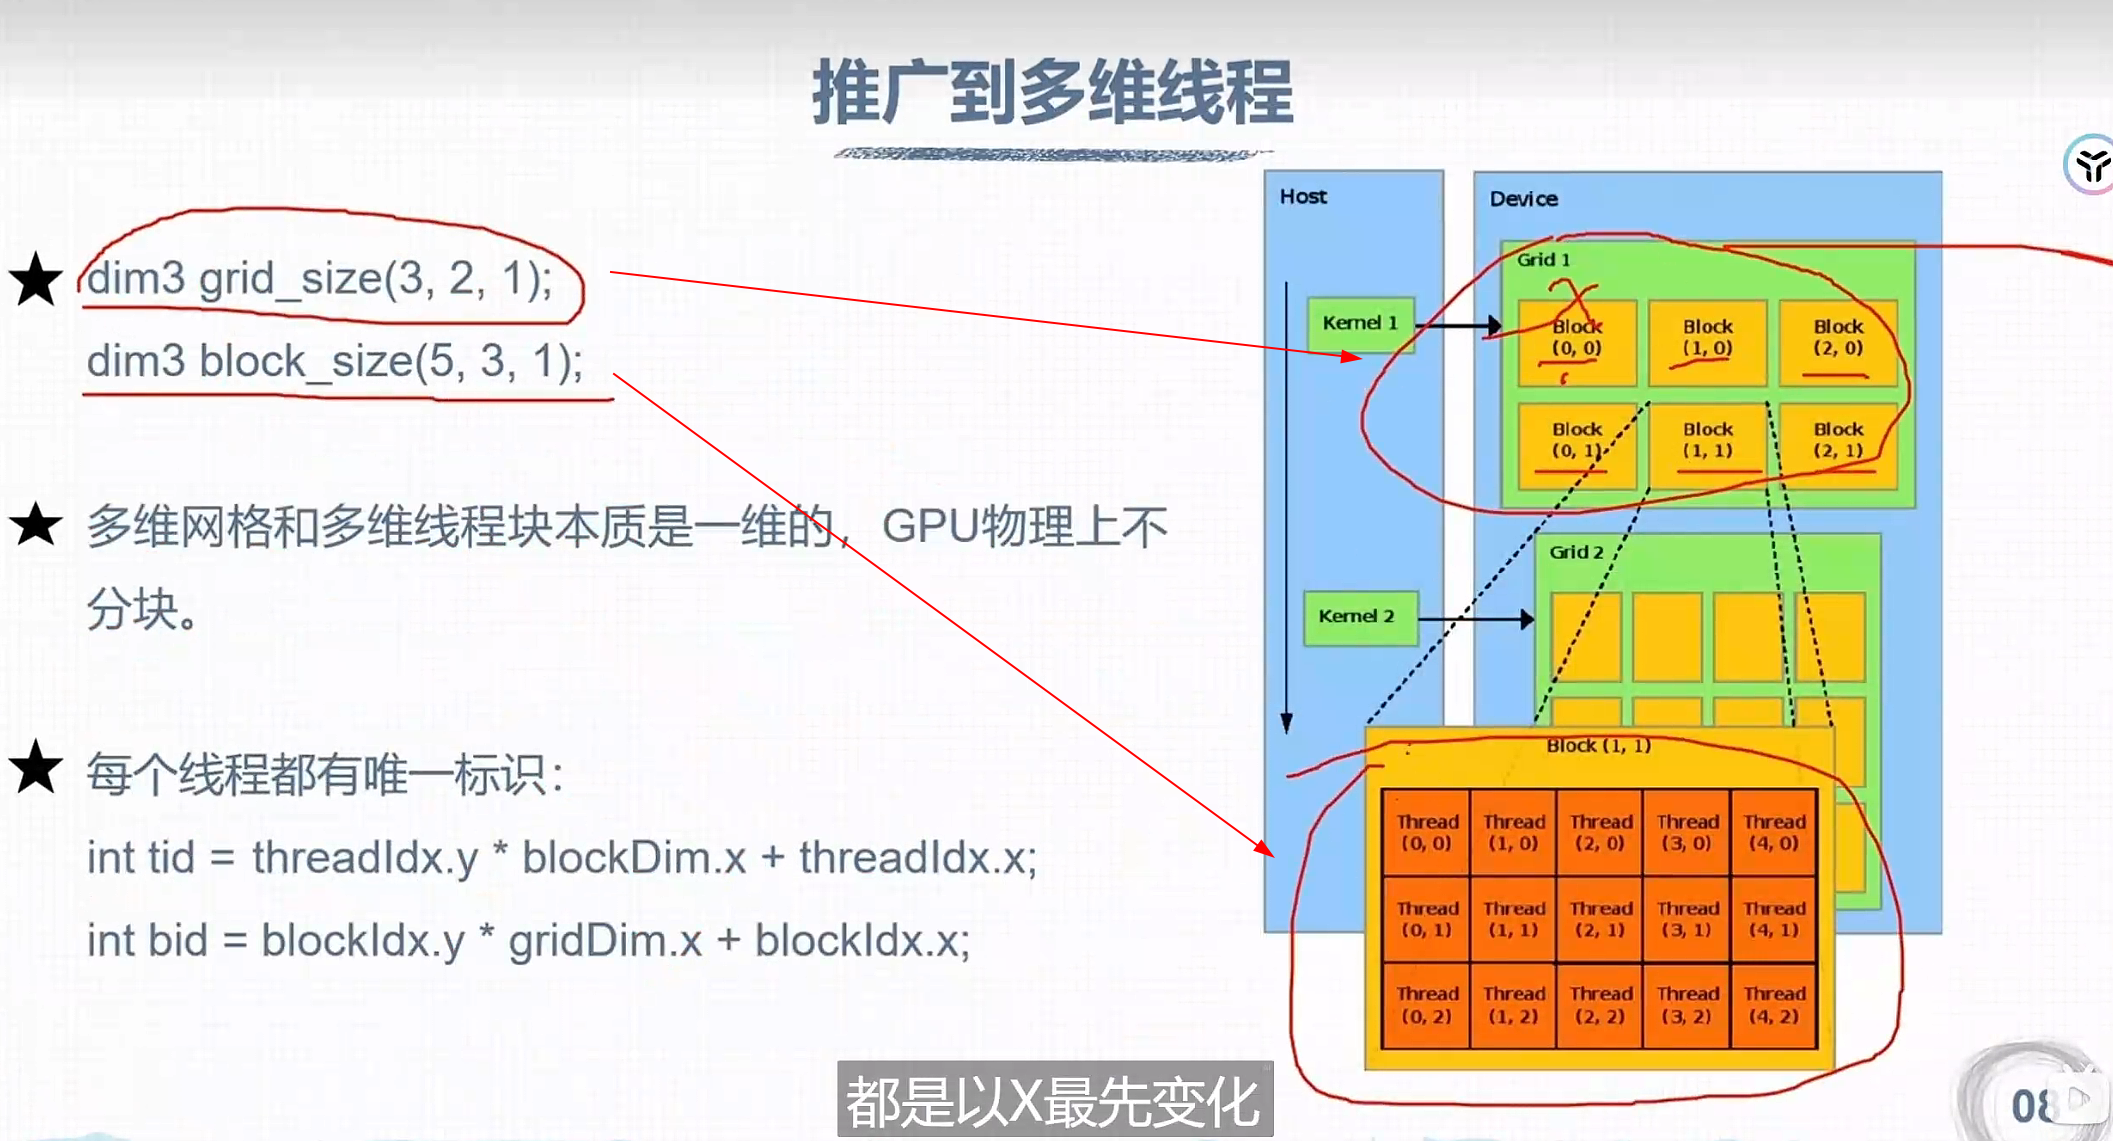 推广到多维线程
dim3 grid_size(3, 2, 1);
dim3 block_size(5, 3, 1);
多维网格和多维线程块本质是一维的，GPU物理上不
分块。
每个线程都有唯一标识：
int tid = threadIdx.y * blockDim.x + threadIdx.x;
int bid = blockIdx.y * gridDim.x + blockIdx.x;
Host
Device
Grid 1
Kernel 1
X
Block Block Block
(0, 0) (1, 0) (2, 0)
Block Block Block
(0, 1) (1, 1) (2, 1)
Grid 2
Kernel 2
Block (1, 1)
Thread Thread Thread Thread Thread
(0, 0) (1, 0) (2, 0) (3, 0) (4, 0)
Thread Thread Thread Thread Thread
(0, 1) (1, 1) (2, 1) (3, 1) (4, 1)
Thread Thread Thread Thread Thread
(0, 2) (1, 2) (2, 2) (3, 2) (4, 2)
都是以X最先变化
08